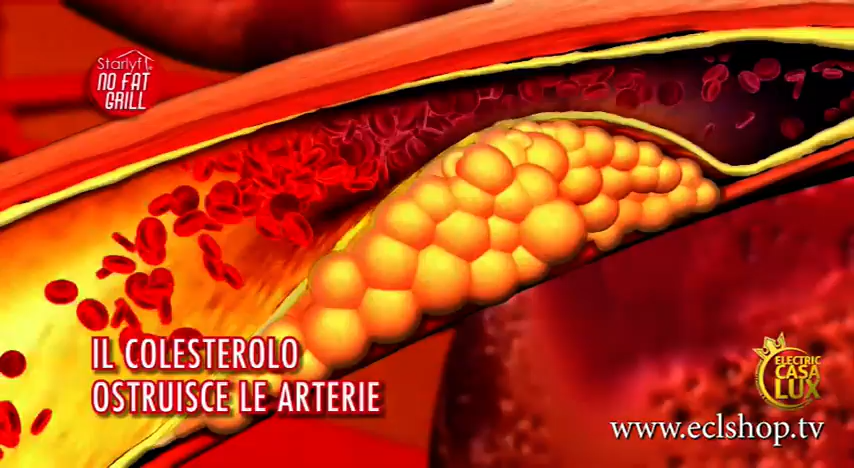 Starlyf
NO FAT
GRILL
IL COLESTEROLO
OSTRUISCE LE ARTERIE
ELECTRIC
CASA
LUX
www.eclshop.tv